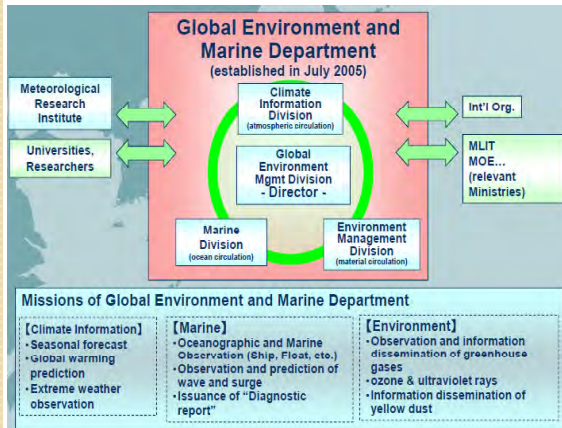 Global Environment and
Marine Department
(established in July 2005)
Meteorological
Research
Institute
Universities,
Researchers
Climate
Information
Division
(atmospheric circulation)
Global
Environment
Mgmt Division
- Director -
Marine
Division
(ocean circulation)
Environment
Management
Division
(material circulation)
Int'l Org.
MLIT
MOE...
(relevant
Ministries)
Missions of Global Environment and Marine Department
【Climate Information】
•Seasonal forecast
•Global warming
prediction
•Extreme weather
observation
【Marine】
•Oceanographic and Marine
Observation (Ship, Float, etc.)
•Observation and prediction of
wave and surge
•Issuance of “Diagnostic
report”
【Environment】
•Observation and information
dissemination of greenhouse
gases
•ozone & ultraviolet rays
•Information dissemination of
yellow dust